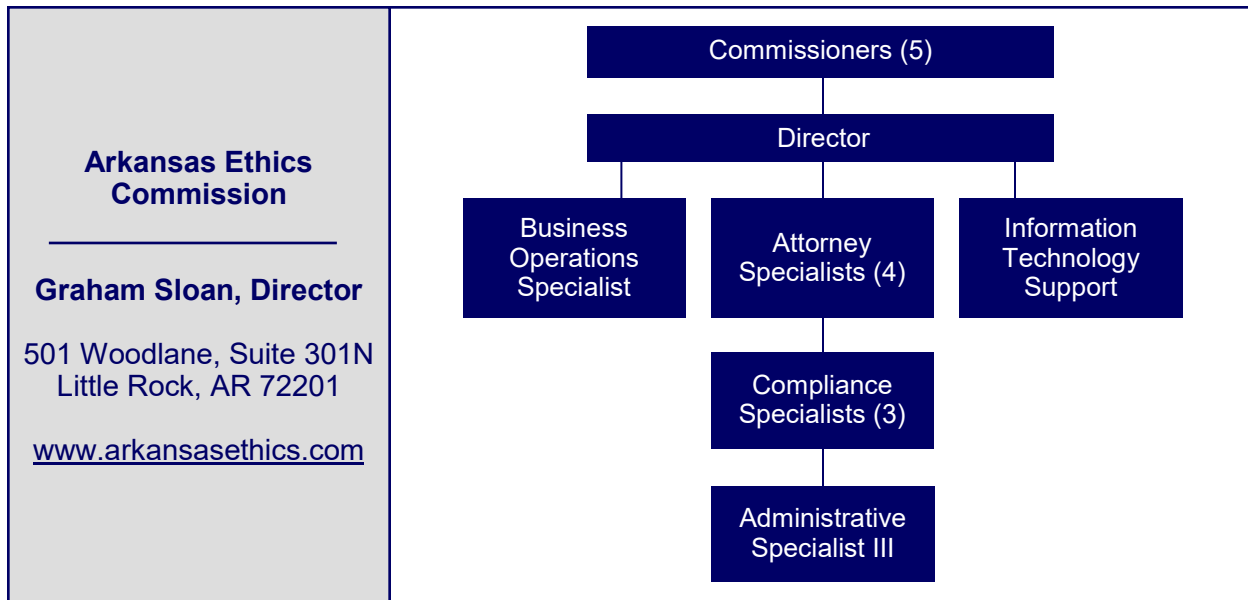 Arkansas Ethics
Commission
Graham Sloan, Director
501 Woodlane, Suite 301N
Little Rock, AR 72201
www.arkansasethics.com
Commissioners (5)
Director
Business
Operations
Specialist
Attorney
Specialists (4)
Information
Technology
Support
Compliance
Specialists (3)
Administrative
Specialist III